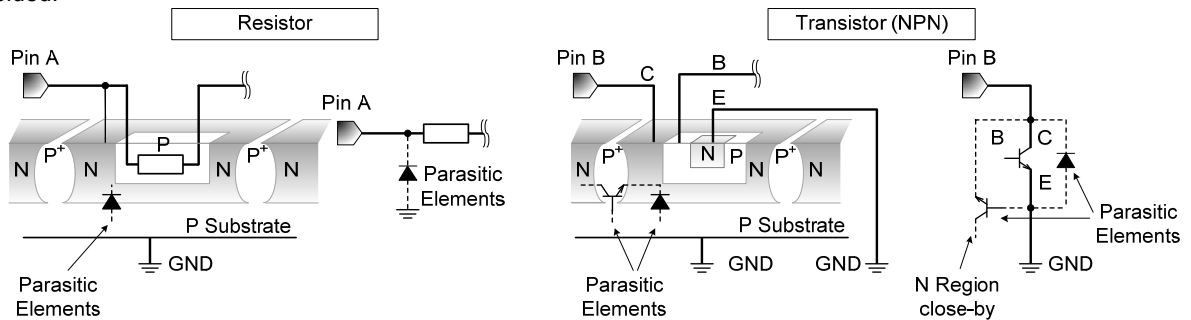 Resistor
Transistor (NPN)
Pin A
Pin A
N
P+
N
P
P+
N
Parasitic
Elements
P Substrate
GND
Parasitic
Elements
Pin B
C
B
E
N
P+
N
N
P
P+
N
P Substrate
GND
GND
Parasitic
Elements
Pin B
B
C
E
Parasitic
Elements
GND
N Region
close-by